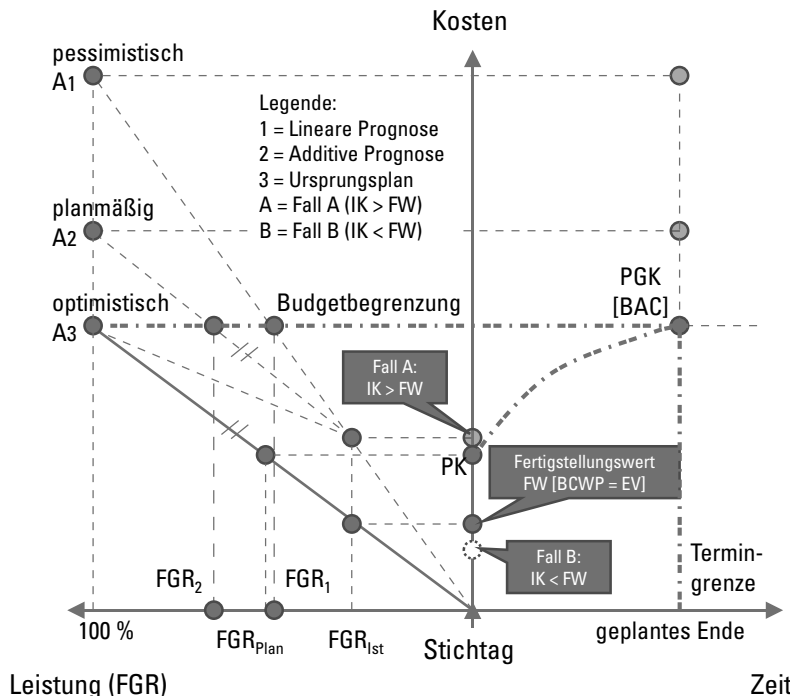 Kosten
pessimistisch
A1
Legende:
1 = Lineare Prognose
2 = Additive Prognose
3 = Ursprungsplan
A = Fall A (IK > FW)
B = Fall B (IK < FW)
planmäßig
A2
optimistisch
A3
Budgetbegrenzung
PGK
[BAC]
Fall A:
IK > FW
PK
Fertigstellungswert
FW [BCWP = EV]
Fall B:
IK < FW
Termin-
grenze
FGR2
FGR1
100 %
FGRPlan
FGRIst
Stichtag
geplantes Ende
Leistung (FGR)
Zeit